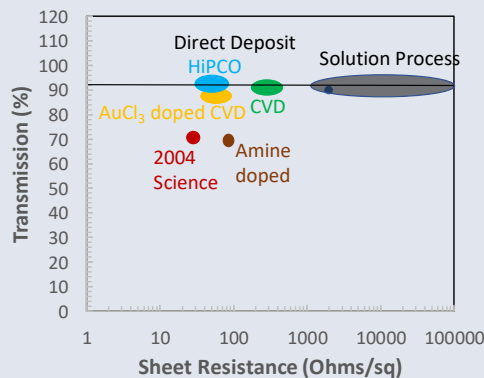 120
110
100
90
80
70
60
50
40
30
20
10
0
Transmission (%)
Direct Deposit
HiPCO
Solution Process
AuCl₃ doped CVD
CVD
2004
Science
Amine
doped
1
10
100
1000
10000
100000
Sheet Resistance (Ohms/sq)